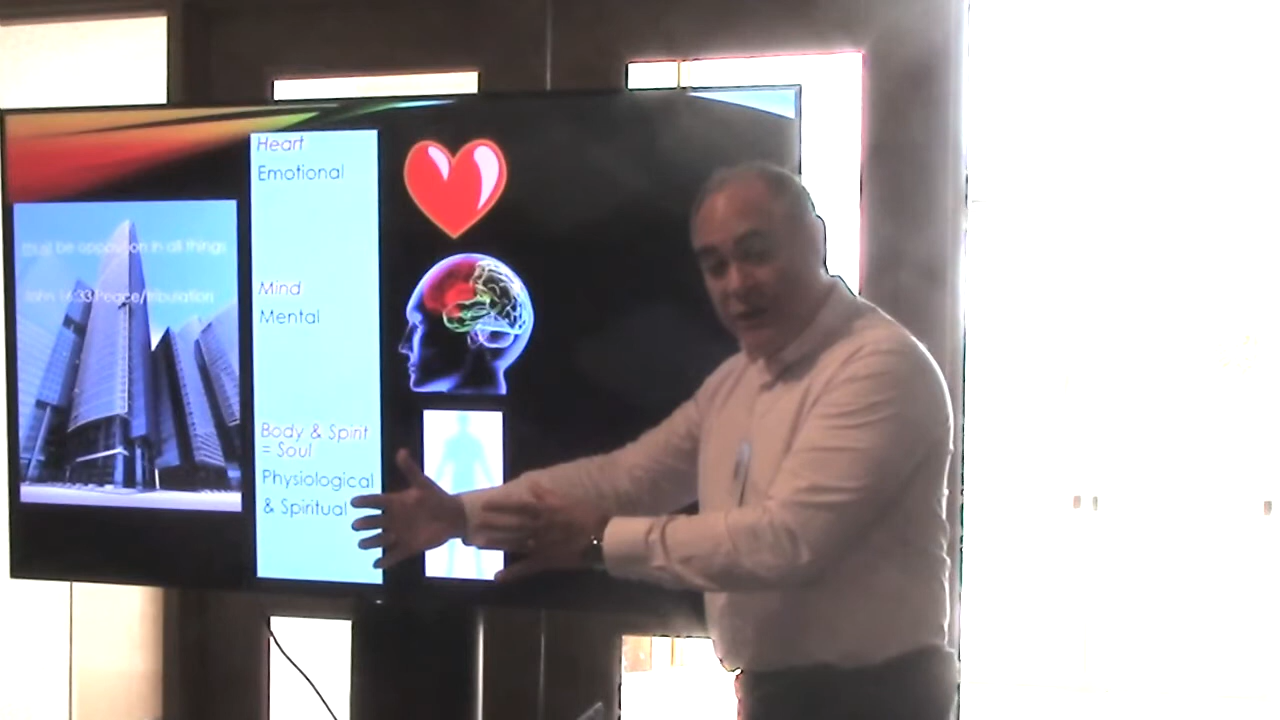 must be opposition in all things
John 16:33 Peace/tribulation
Heart
Emotional
Mind
Mental
Body & Spirit
= Soul
Physiological
& Spiritual